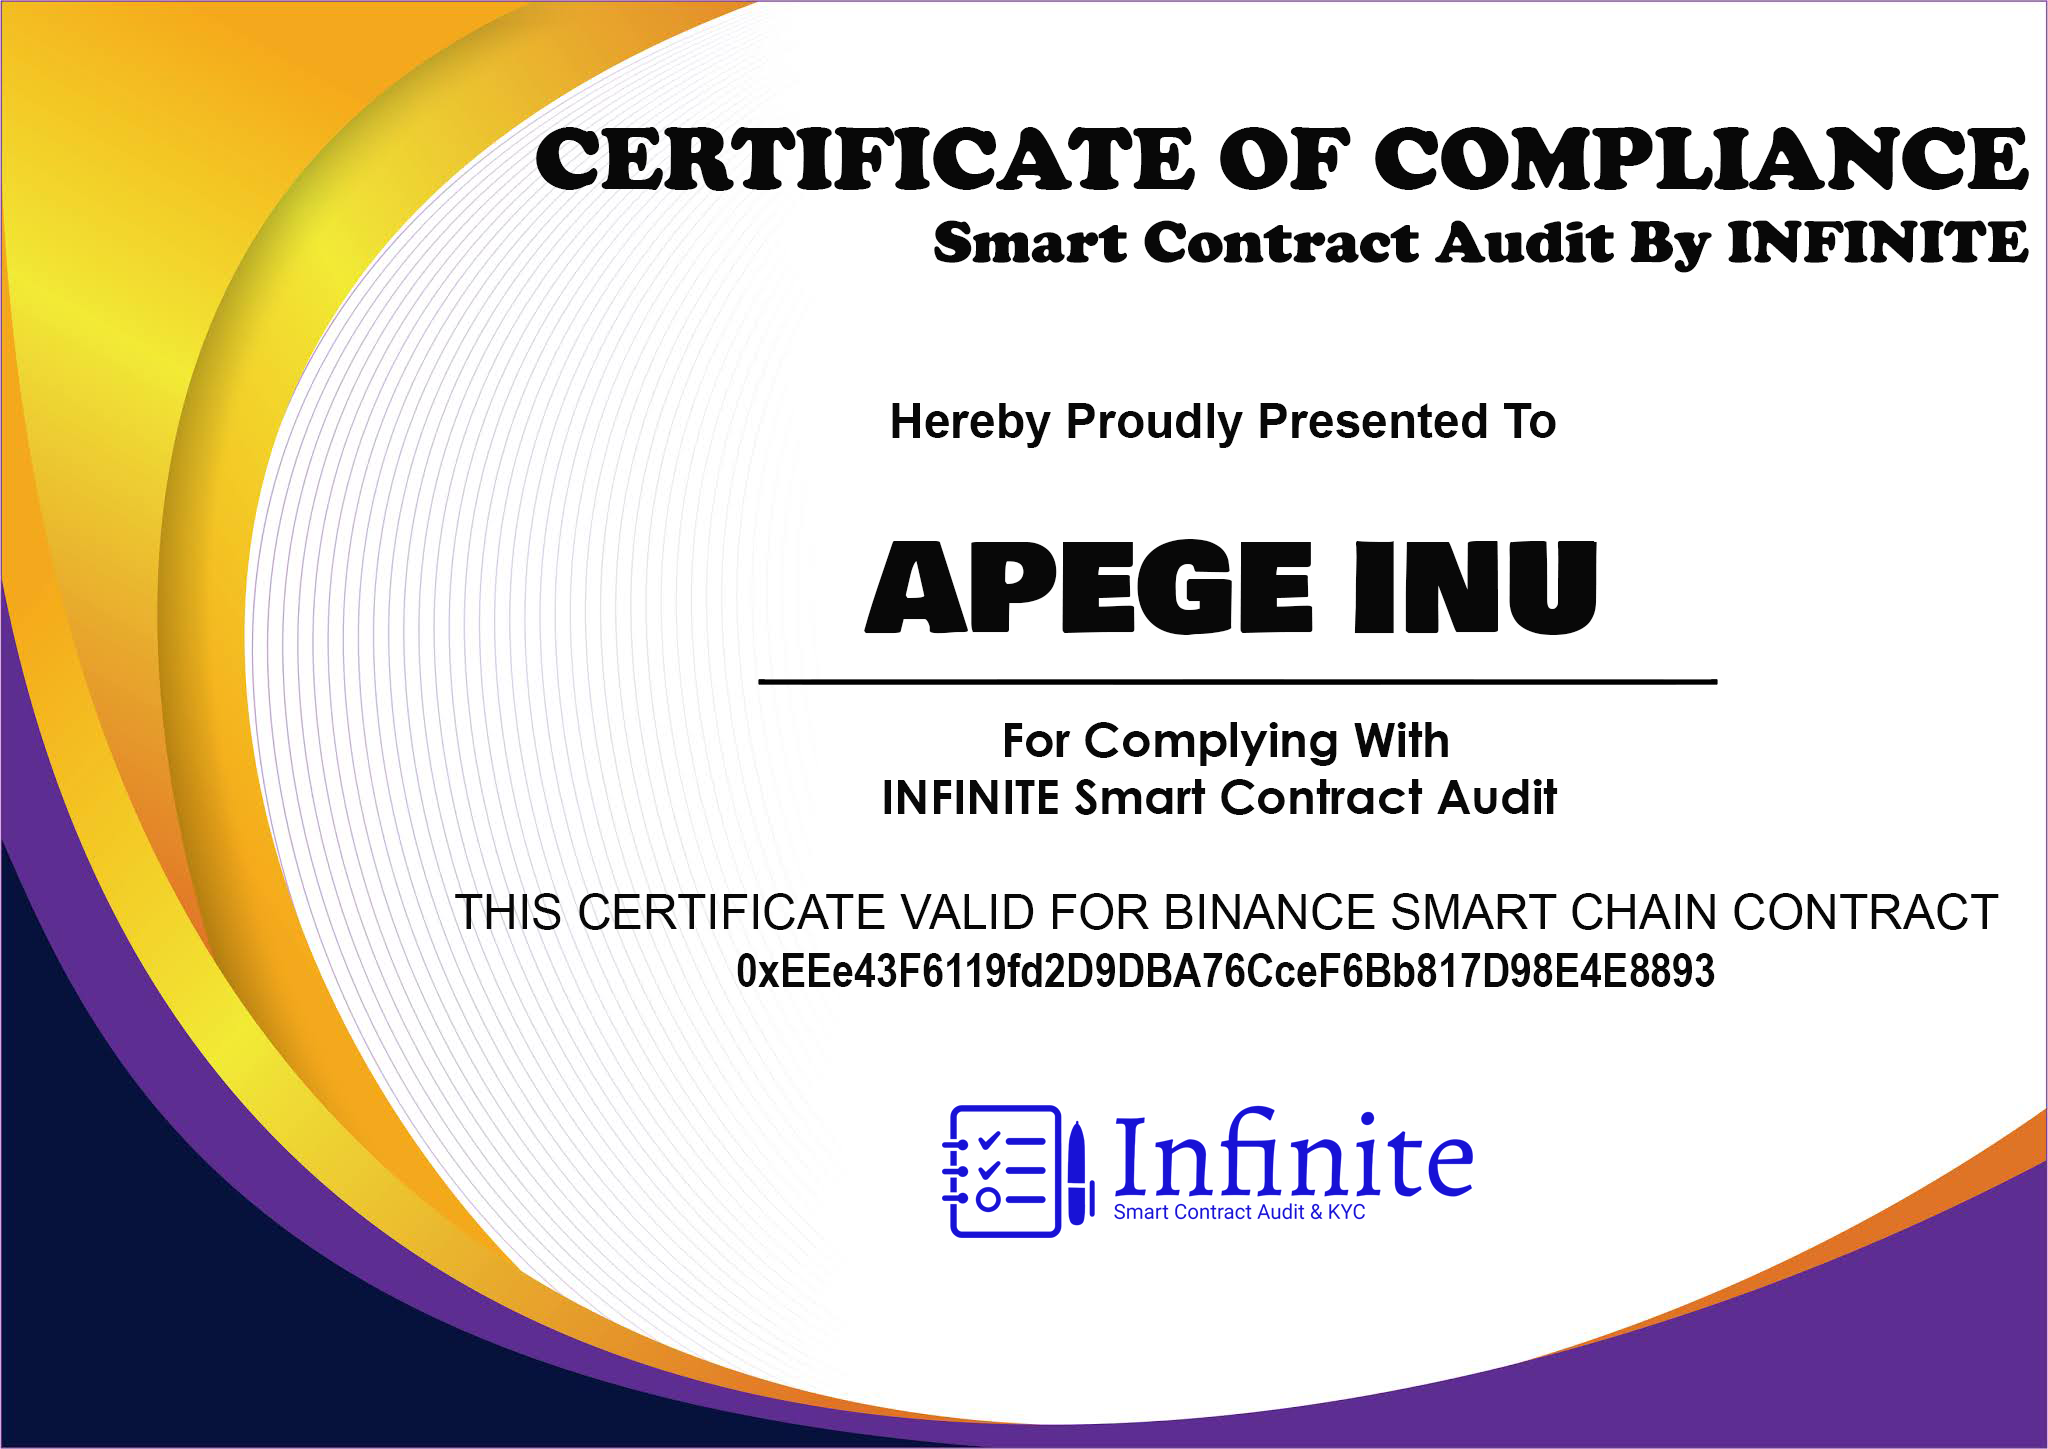 CERTIFICATE OF COMPLIANCE
Smart Contract Audit By INFINITE
Hereby Proudly Presented To
APEGE INU
For Complying With
INFINITE Smart Contract Audit
THIS CERTIFICATE VALID FOR BINANCE SMART CHAIN CONTRACT
0xEEe43F6119fd2D9DBA76CceF6Bb817D98E4E8893
Infinite
Smart Contract Audit & KYC